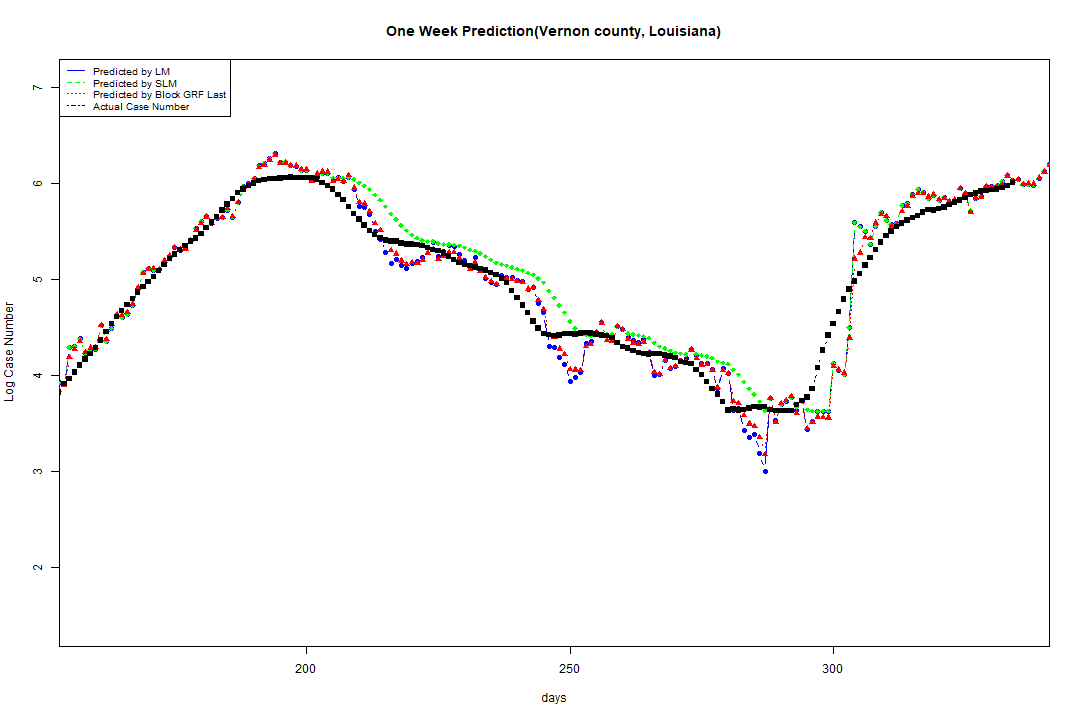 One Week Prediction(Vernon county, Louisiana)
Predicted by LM
Predicted by SLM
Predicted by Block GRF Last
Actual Case Number
7
6
5
4
3
2
Log Case Number
200 250 300
days